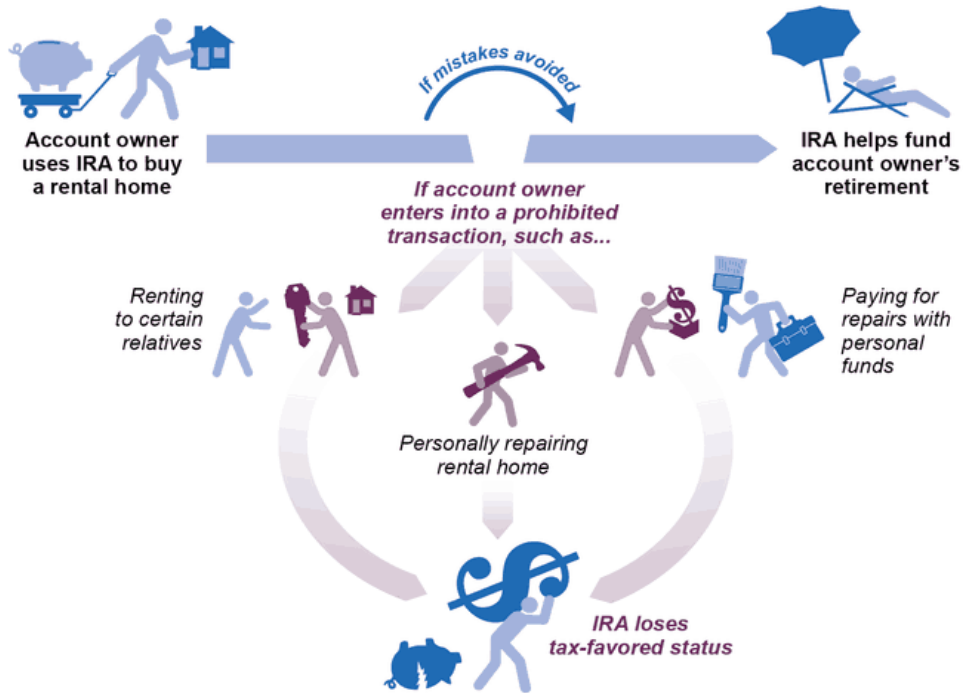 If mistakes avoided
Account owner
uses IRA to buy
a rental home
IRA helps fund
account owner's
retirement
If account owner
enters into a prohibited
transaction, such as...
Renting
to certain
relatives
Paying for
repairs with
personal
funds
Personally repairing
rental home
IRA loses
tax-favored status